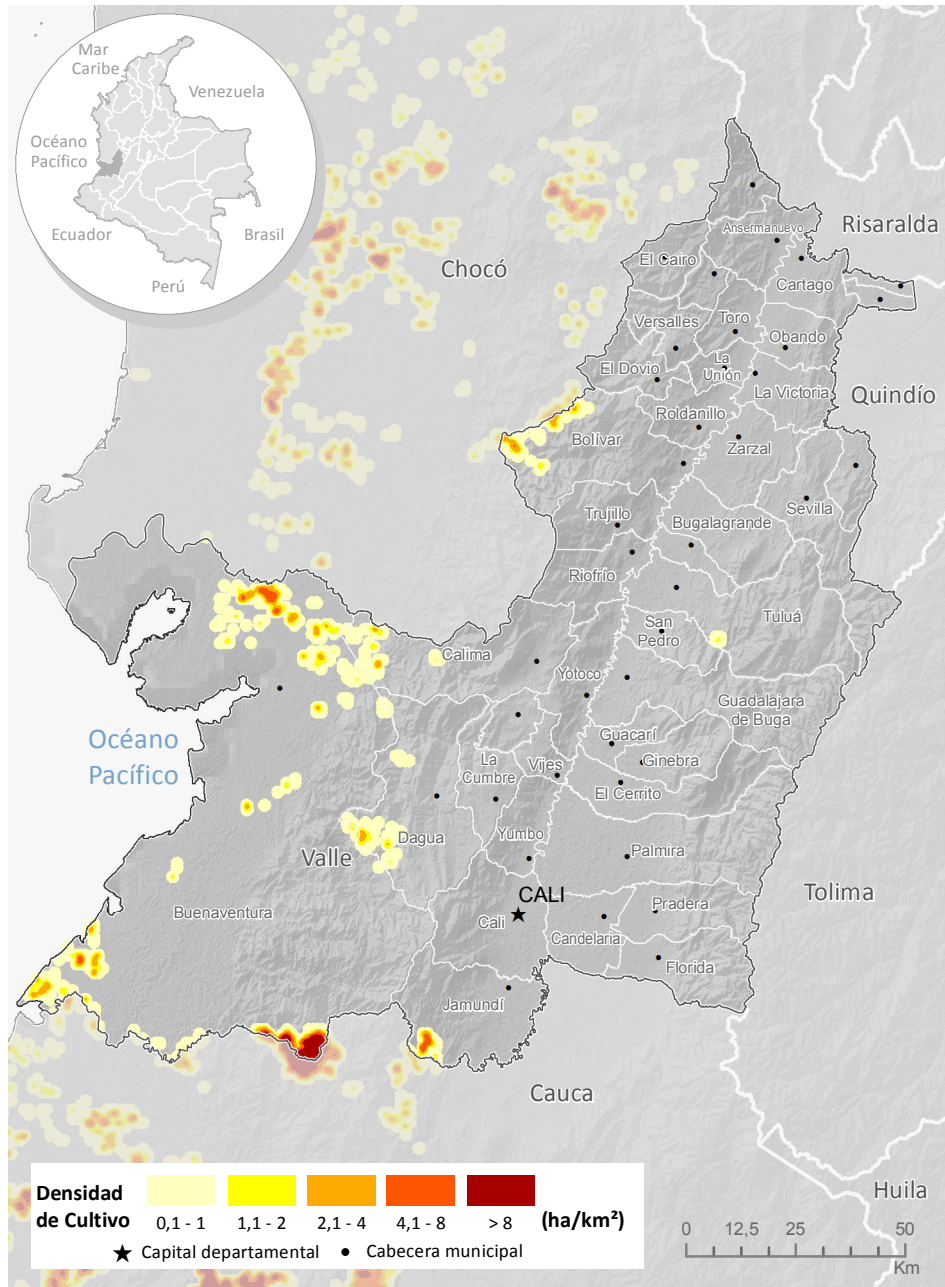 Mar
Caribe
Venezuela
Océano
Pacífico
Ecuador
Brasil
Perú
Chocó
Risaralda
Ansermanuevo
El Cairo
Cartago
Versalles
Toro
Obando
El Dovio
La
Unión
La Victoria
Quindío
Roldanillo
Bolívar
Zarzal
Sevilla
Trujillo
Bugalagrande
Riofrío
Tuluá
San
Pedro
Calima
Yotoco
Guadalajara
de Buga
Océano
Pacífico
Guacarí
Ginebra
La
Cumbre
Vijes
El Cerrito
Dagua
Yumbo
Valle
Palmira
Tolima
CALI
Buenaventura
Cali
Pradera
Candelaria
Florida
Jamundí
Cauca
Huila
Densidad
de Cultivo
0,1 - 1
1,1 - 2
2,1 - 4
4,1 - 8
> 8
(ha/km²)
Capital departamental
Cabecera municipal
0 12,5 25 50
Km